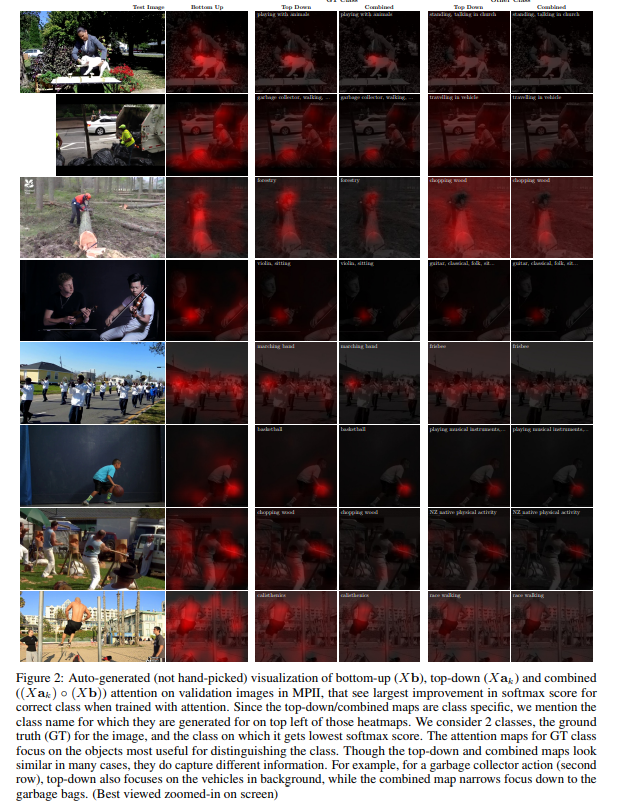 GT Class
Other Class
Test Image Bottom Up Top Down Combined Top Down Combined
playing with animals playing with animals standing, talking in church standing, talking in church
garbage collector, walking, ... garbage collector, walking, ... travelling in vehicle travelling in vehicle
forestry forestry chopping wood chopping wood
violin, sitting violin, sitting guitar, classical, folk, sit... guitar, classical, folk, sit...
marching band marching band frisbee frisbee
basketball basketball playing musical instruments,... playing musical instruments,...
chopping wood chopping wood NZ native physical activity NZ native physical activity
calisthenics calisthenics race walking race walking
Figure 2: Auto-generated (not hand-picked) visualization of bottom-up (Xb), top-down (Xaₖ) and combined
((Xaₖ) ∘ (Xb)) attention on validation images in MPII, that see largest improvement in softmax score for
correct class when trained with attention. Since the top-down/combined maps are class specific, we mention the
class name for which they are generated for on top left of those heatmaps. We consider 2 classes, the ground
truth (GT) for the image, and the class on which it gets lowest softmax score. The attention maps for GT class
focus on the objects most useful for distinguishing the class. Though the top-down and combined maps look
similar in many cases, they do capture different information. For example, for a garbage collector action (second
row), top-down also focuses on the vehicles in background, while the combined map narrows focus down to the
garbage bags. (Best viewed zoomed-in on screen)